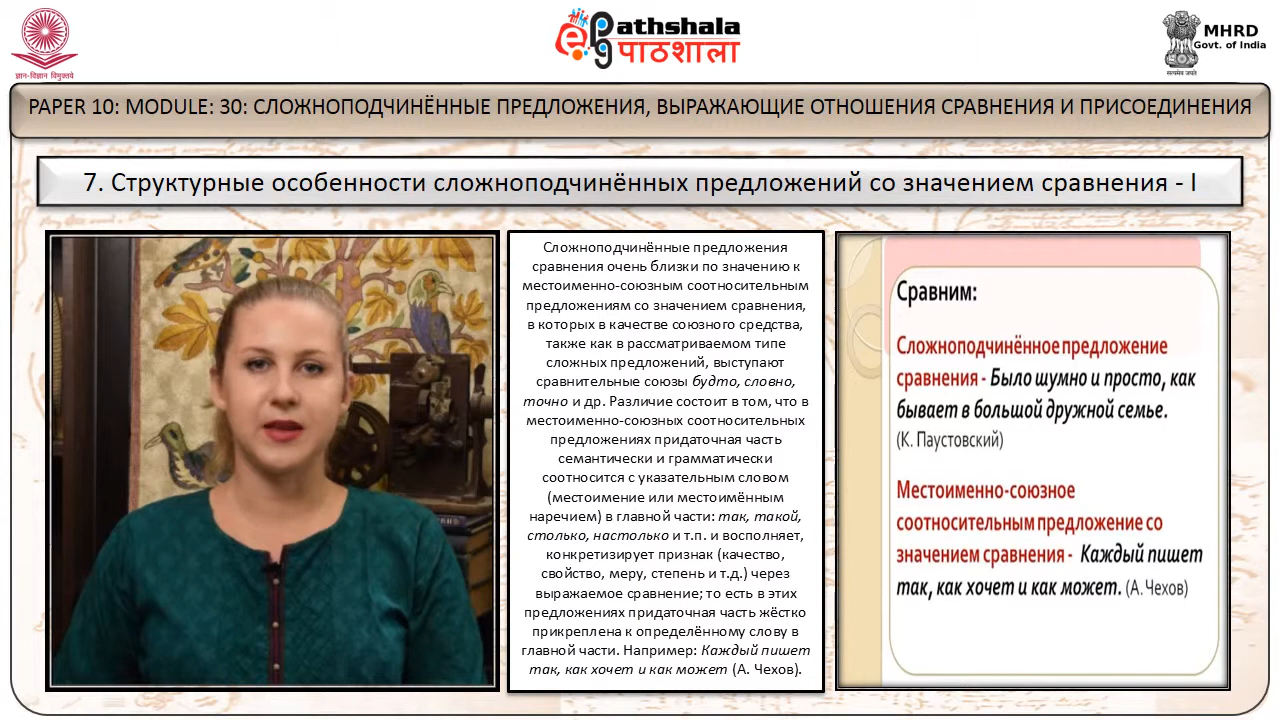 ज्ञान-विज्ञान विमुक्तये
ePathshala
पाठशाला
सत्यमेव जयते
MHRD
Govt. of India
PAPER 10: MODULE: 30: СЛОЖНОПОДЧИНЁННЫЕ ПРЕДЛОЖЕНИЯ, ВЫРАЖАЮЩИЕ ОТНОШЕНИЯ СРАВНЕНИЯ И ПРИСОЕДИНЕНИЯ
7. Структурные особенности сложноподчинённых предложений со значением сравнения - I
Сложноподчинённые предложения
сравнения очень близки по значению к
местоименно-союзным соотносительным
предложениям со значением сравнения,
в которых в качестве союзного средства,
также как в рассматриваемом типе
сложных предложений, выступают
сравнительные союзы будто, словно,
точно и др. Различие состоит в том, что в
местоименно-союзных соотносительных
предложениях придаточная часть
семантически и грамматически
соотносится с указательным словом
(местоимение или местоимённым
наречием) в главной части: так, такой,
столько, настолько и т.п. и восполняет,
конкретизирует признак (качество,
свойство, меру, степень и т.д.) через
выражаемое сравнение; то есть в этих
предложениях придаточная часть жёстко
прикреплена к определённому слову в
главной части. Например: Каждый пишет
так, как хочет и как может (А. Чехов).
Сравним:
Сложноподчинённое предложение
сравнения - Было шумно и просто, как
бывает в большой дружной семье.
(К. Паустовский)
Местоименно-союзное
соотносительным предложение со
значением сравнения - Каждый пишет
так, как хочет и как может. (А. Чехов)